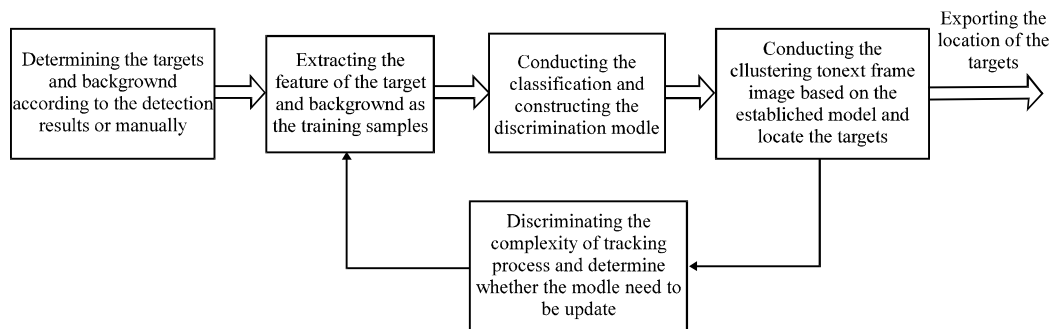 Determining the targets
and backgrownd
according to the detection
results or manually
Extracting the
feature of the target
and backgrownd as
the training samples
Conducting the
classification and
constructing the
discrimination modle
Conducting the
cllustering tonext frame
image based on the
establiched model and
locate the targets
Exporting the
location of the
targets
Discriminating the
complexity of tracking
process and determine
whether the modle need to
be update